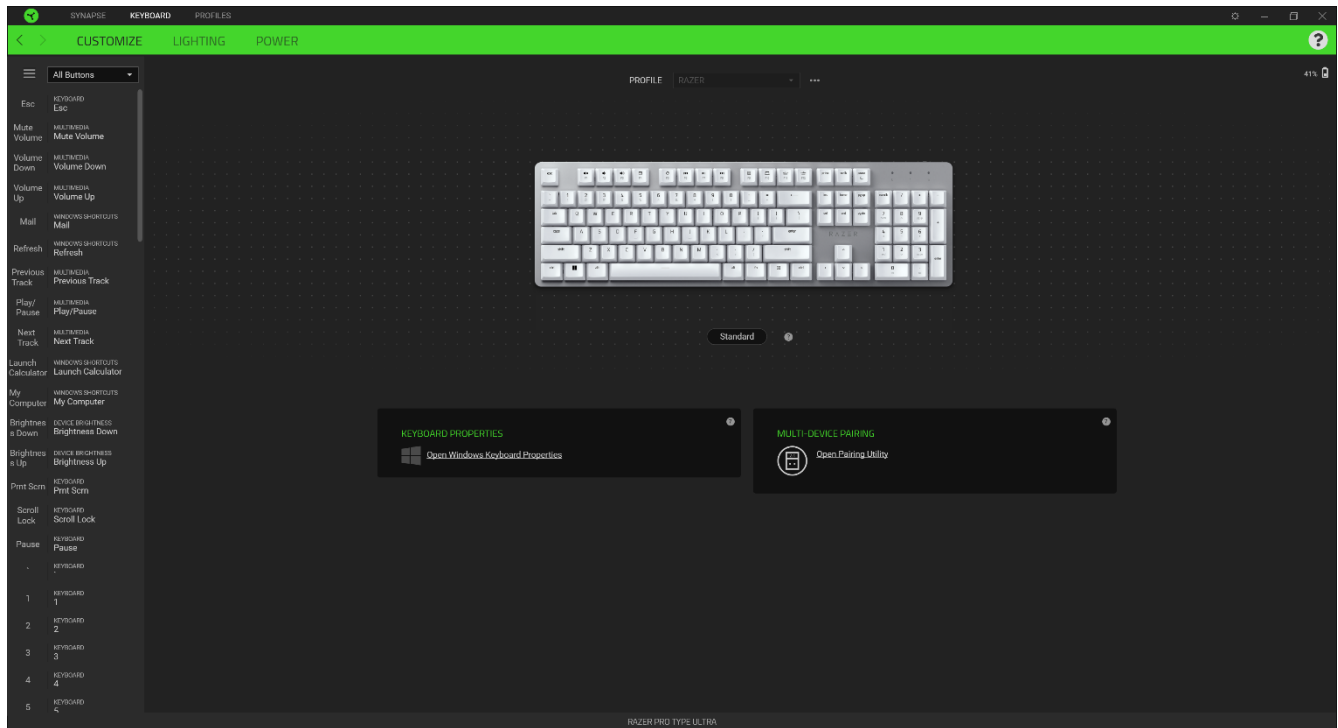 SYNAPSE KEYBOARD PROFILES
CUSTOMIZE LIGHTING POWER
?
All Buttons
PROFILE RAZER
41%
Esc
KEYBOARD
Esc
Mute Volume
MULTIMEDIA
Mute Volume
Volume Down
MULTIMEDIA
Volume Down
Volume Up
MULTIMEDIA
Volume Up
Mail
WINDOWS SHORTCUTS
Mail
Refresh
WINDOWS SHORTCUTS
Refresh
Previous Track
MULTIMEDIA
Previous Track
Play/ Pause
MULTIMEDIA
Play/Pause
Next Track
MULTIMEDIA
Next Track
Launch Calculator
WINDOWS SHORTCUTS
Launch Calculator
My Computer
WINDOWS SHORTCUTS
My Computer
Brightnes s Down
DEVICE BRIGHTNESS
Brightness Down
Brightnes s Up
DEVICE BRIGHTNESS
Brightness Up
Prnt Scrn
KEYBOARD
Prnt Scrn
Scroll Lock
KEYBOARD
Scroll Lock
Pause
KEYBOARD
Pause
`
KEYBOARD
`
1
KEYBOARD
1
2
KEYBOARD
2
3
KEYBOARD
3
4
KEYBOARD
4
5
KEYBOARD
5
RAZER
Standard ?
KEYBOARD PROPERTIES
Open Windows Keyboard Properties
MULTI-DEVICE PAIRING
Open Pairing Utility
RAZER PRO TYPE ULTRA